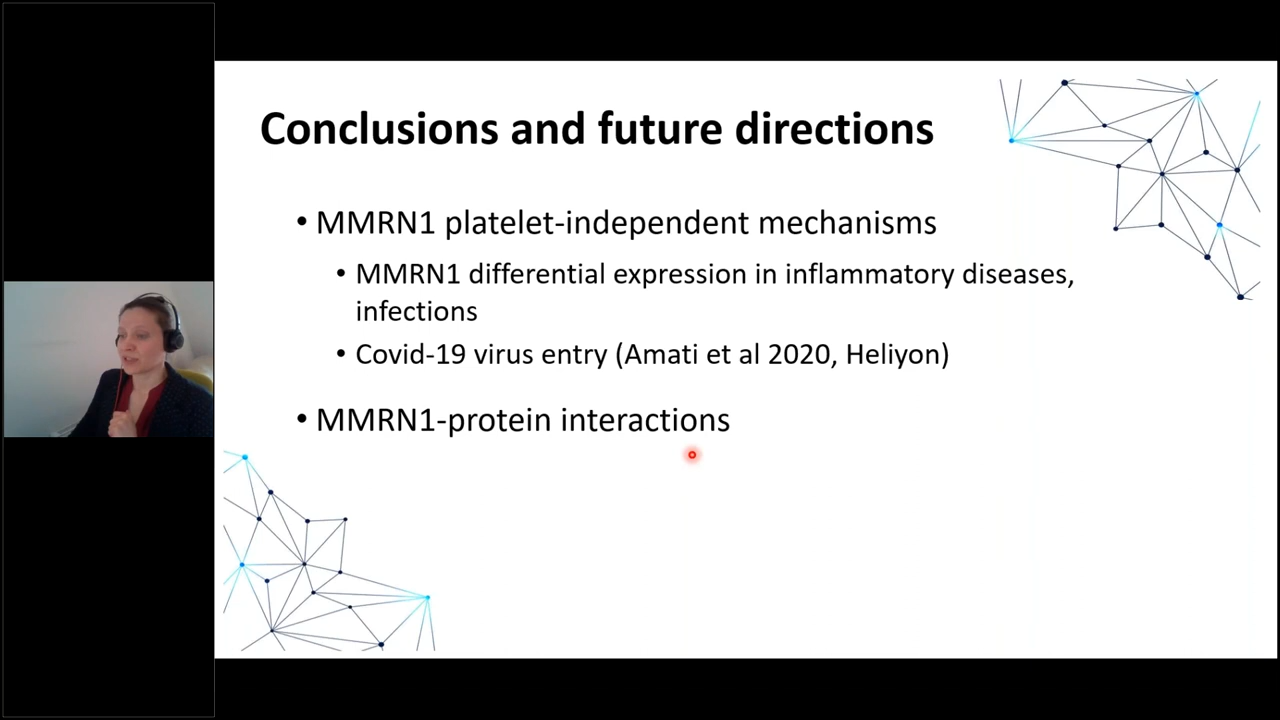 Conclusions and future directions
• MMRN1 platelet-independent mechanisms
• MMRN1 differential expression in inflammatory diseases,
infections
• Covid-19 virus entry (Amati et al 2020, Heliyon)
• MMRN1-protein interactions